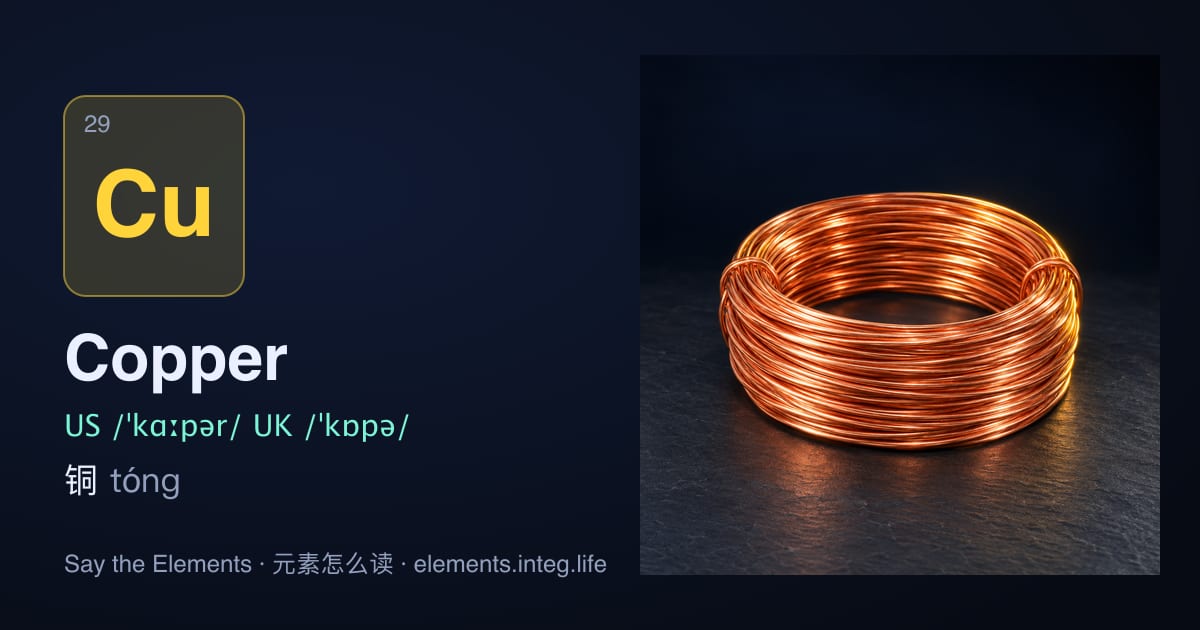 29
Cu
Copper
US /ˈkɑːpər/ UK /ˈkɒpə/
铜 tóng
Say the Elements · 元素怎么读 · elements.integ.life